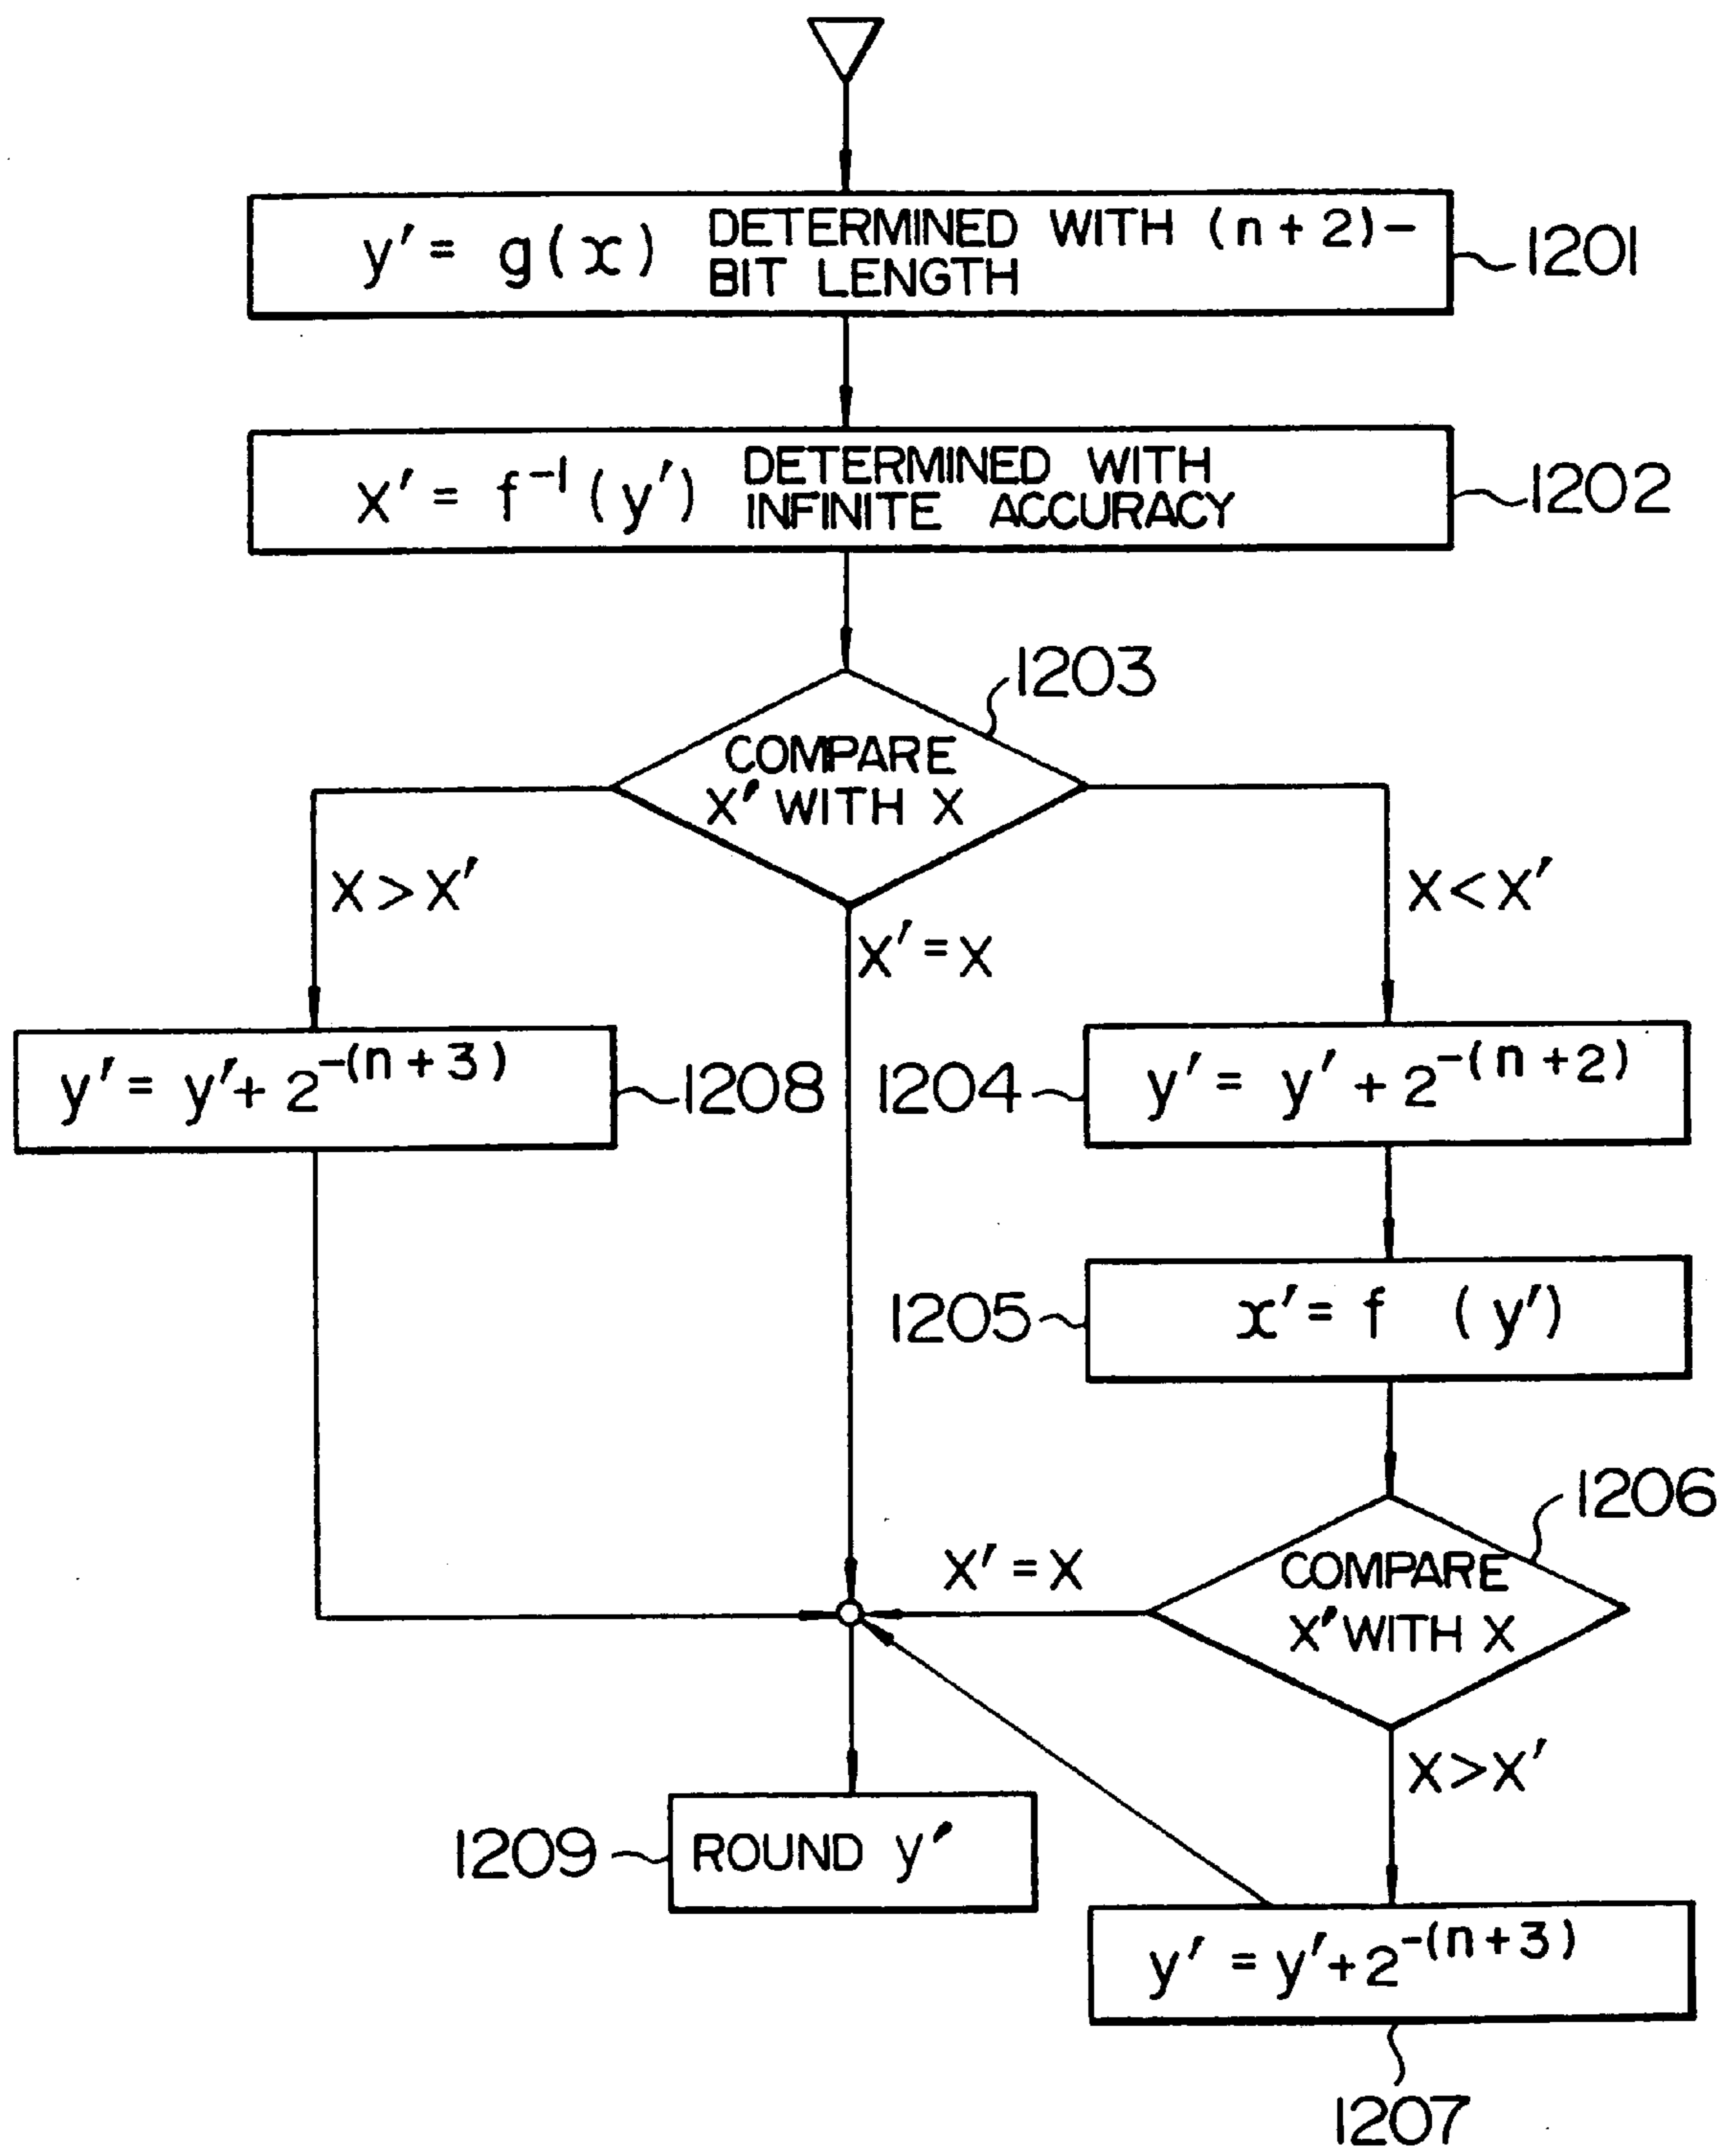 y' = g(x) DETERMINED WITH (n+2)-
BIT LENGTH
1201
x' = f⁻¹(y') DETERMINED WITH
INFINITE ACCURACY
1202
1203
COMPARE
X' WITH X
X > X'
X' = X
X < X'
y' = y' + 2^-(n+3)
1208
1204
y' = y' + 2^-(n+2)
1205
x' = f (y')
1206
COMPARE
X' WITH X
X' = X
X > X'
1209
ROUND y'
y' = y' + 2^-(n+3)
1207